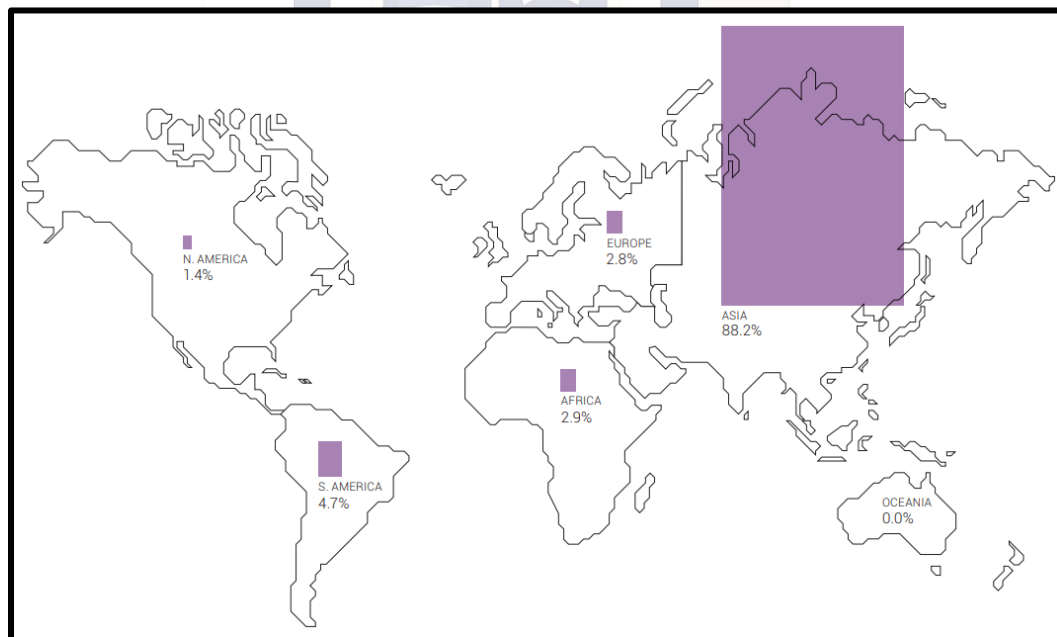 N. AMERICA
1.4%
EUROPE
2.8%
ASIA
88.2%
AFRICA
2.9%
S. AMERICA
4.7%
OCEANIA
0.0%